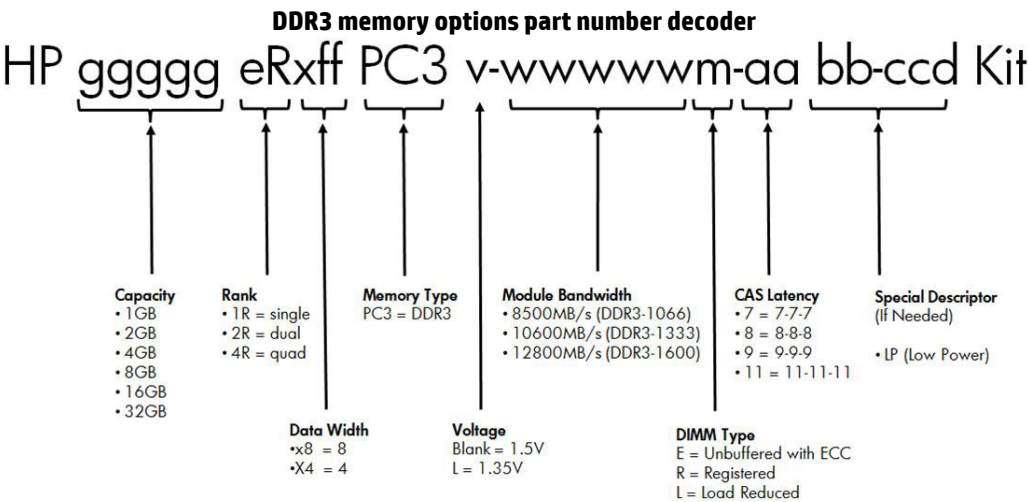 DDR3 memory options part number decoder
HP ggggg eRxff PC3 v-wwwwwm-aa bb-ccd Kit
Capacity
• 1GB
• 2GB
• 4GB
• 8GB
• 16GB
• 32GB
Rank
• 1R = single
• 2R = dual
• 4R = quad
Memory Type
PC3 = DDR3
Module Bandwidth
• 8500MB/s (DDR3-1066)
• 10600MB/s (DDR3-1333)
• 12800MB/s (DDR3-1600)
CAS Latency
• 7 = 7-7-7
• 8 = 8-8-8
• 9 = 9-9-9
• 11 = 11-11-11
Special Descriptor
(If Needed)
• LP (Low Power)
Data Width
•x8 = 8
•X4 = 4
Voltage
Blank = 1.5V
L = 1.35V
DIMM Type
E = Unbuffered with ECC
R = Registered
L = Load Reduced